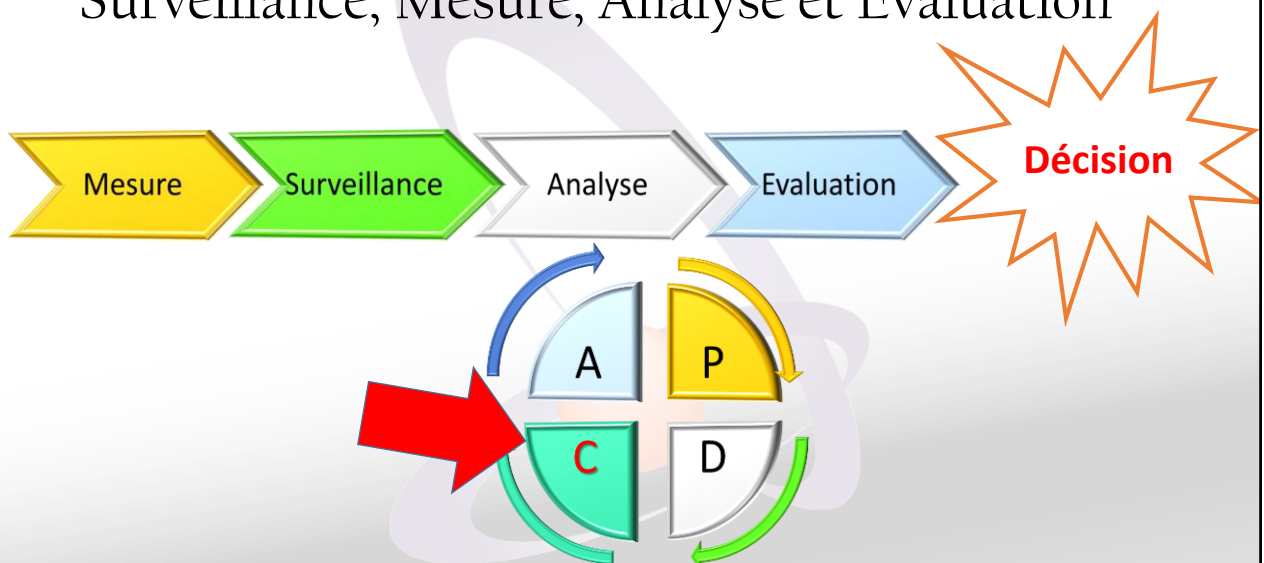 Surveillance, Mesure, Analyse et Evaluation
Mesure
Surveillance
Analyse
Evaluation
Décision
A
P
C
D